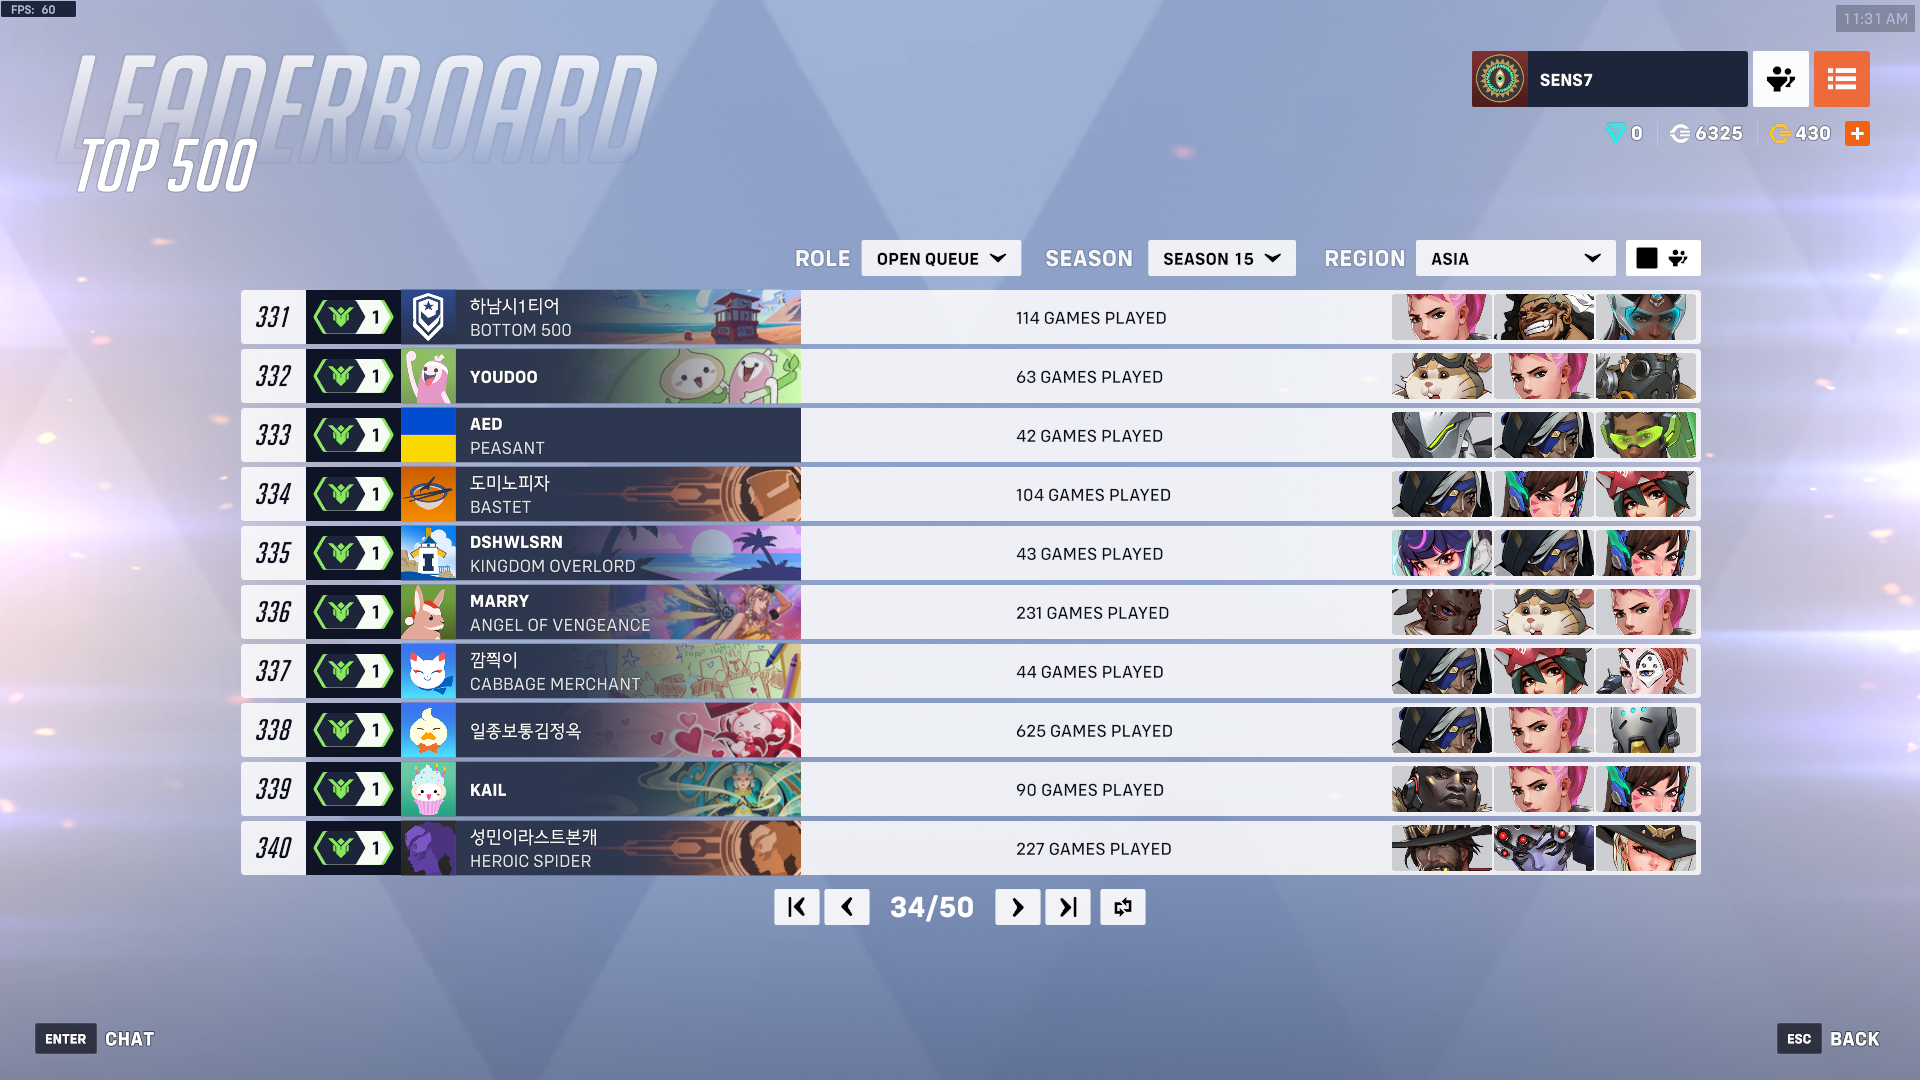 FPS: 60
11:31 AM
LEADERBOARD
TOP 500
SENS7
0
6325
430
ROLE
OPEN QUEUE
SEASON
SEASON 15
REGION
ASIA
331
1
하남시1티어
BOTTOM 500
114 GAMES PLAYED
332
1
YOUDOO
63 GAMES PLAYED
333
1
AED
PEASANT
42 GAMES PLAYED
334
1
도미노피자
BASTET
104 GAMES PLAYED
335
1
DSHWLSRN
KINGDOM OVERLORD
43 GAMES PLAYED
336
1
MARRY
ANGEL OF VENGEANCE
231 GAMES PLAYED
337
1
깜찍이
CABBAGE MERCHANT
44 GAMES PLAYED
338
1
일종보통김정옥
625 GAMES PLAYED
339
1
KAIL
90 GAMES PLAYED
340
1
성민이라스트본캐
HEROIC SPIDER
227 GAMES PLAYED
34/50
ENTER CHAT
ESC BACK